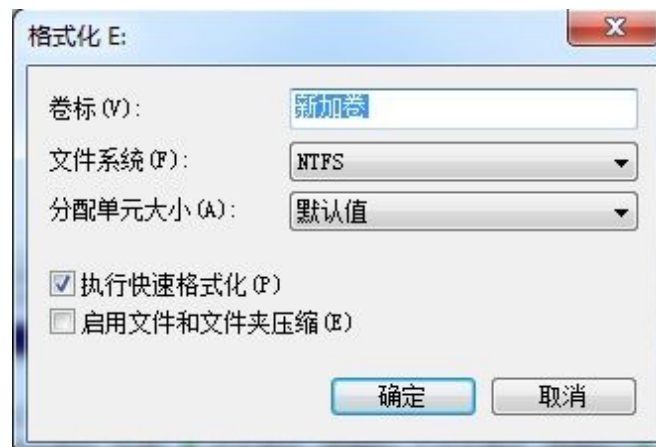 格式化 E:
卷标(V):
新加卷
文件系统(F):
NTFS
分配单元大小(A):
默认值
执行快速格式化(P)
启用文件和文件夹压缩(E)
确定
取消